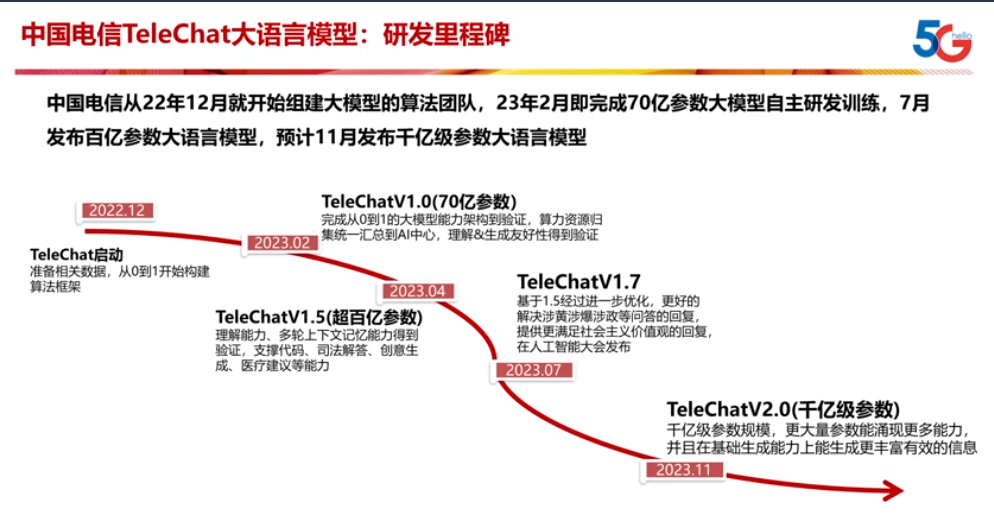 中国电信TeleChat大语言模型：研发里程碑
5G
hello
中国电信从22年12月就开始组建大模型的算法团队，23年2月即完成70亿参数大模型自主研发训练，7月
发布百亿参数大语言模型，预计11月发布千亿级参数大语言模型
2022.12
TeleChat启动
准备相关数据，从0到1开始构建
算法框架
2023.02
TeleChatV1.0(70亿参数）
完成从0到1的大模型能力架构到验证，算力资源归
集统一汇总到AI中心，理解&生成友好性得到验证
2023.04
TeleChatV1.5(超百亿参数)
理解能力、多轮上下文记忆能力得到
验证，支撑代码、司法解答、创意生
成、医疗建议等能力
TeleChatV1.7
基于1.5经过进一步优化，更好的
解决涉黄涉爆涉政等问答的回复，
提供更满足社会主义价值观的回复，
在人工智能大会发布
2023.07
TeleChatV2.0(千亿级参数)
千亿级参数规模，更大量参数能涌现更多能力，
并且在基础生成能力上能生成更丰富有效的信息
2023.11